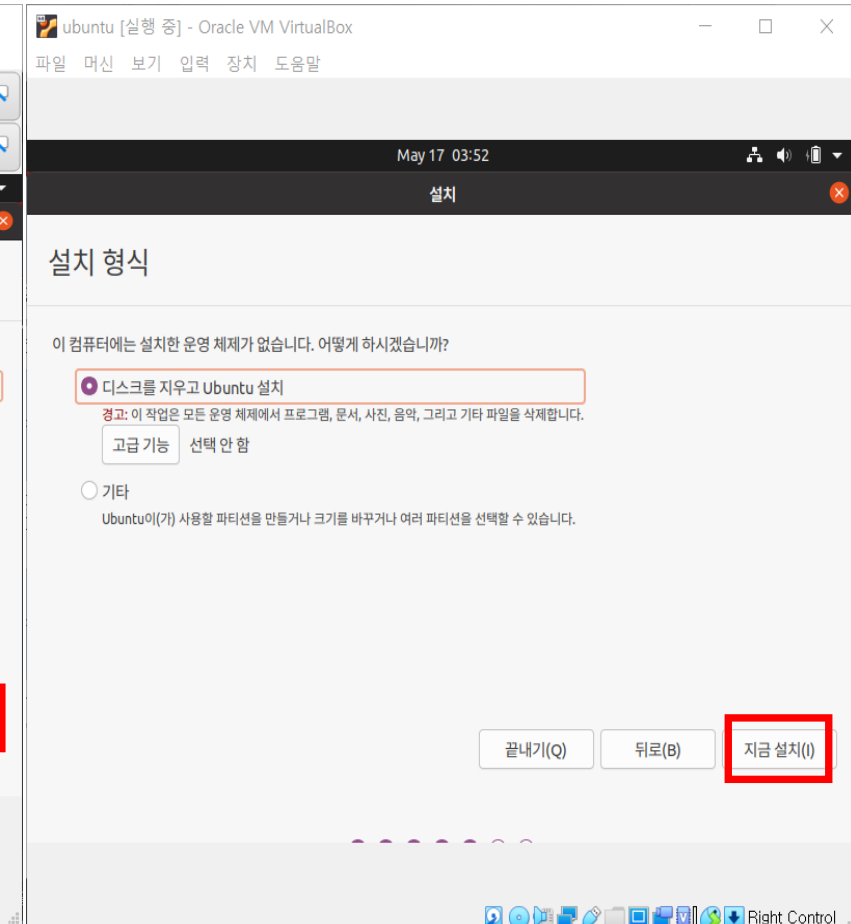 ubuntu [실행 중] - Oracle VM VirtualBox
파일 머신 보기 입력 장치 도움말
May 17 03:52
설치
설치 형식
이 컴퓨터에는 설치한 운영 체제가 없습니다. 어떻게 하시겠습니까?
디스크를 지우고 Ubuntu 설치
경고: 이 작업은 모든 운영 체제에서 프로그램, 문서, 사진, 음악, 그리고 기타 파일을 삭제합니다.
고급 기능 선택 안 함
기타
Ubuntu이(가) 사용할 파티션을 만들거나 크기를 바꾸거나 여러 파티션을 선택할 수 있습니다.
끝내기(Q) 뒤로(B) 지금 설치(I)
Right Control